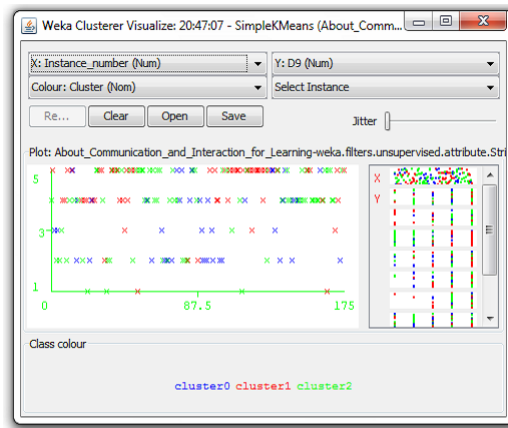 Weka Clusterer Visualize: 20:47:07 - SimpleKMeans (About_Comm...
X: Instance_number (Num) Y: D9 (Num)
Colour: Cluster (Nom) Select Instance
Re... Clear Open Save Jitter
Plot: About_Communication_and_Interaction_for_Learning-weka.filters.unsupervised.attribute.Stri
5
3
1
0 87.5 175
X
Y
Class colour
cluster0 cluster1 cluster2